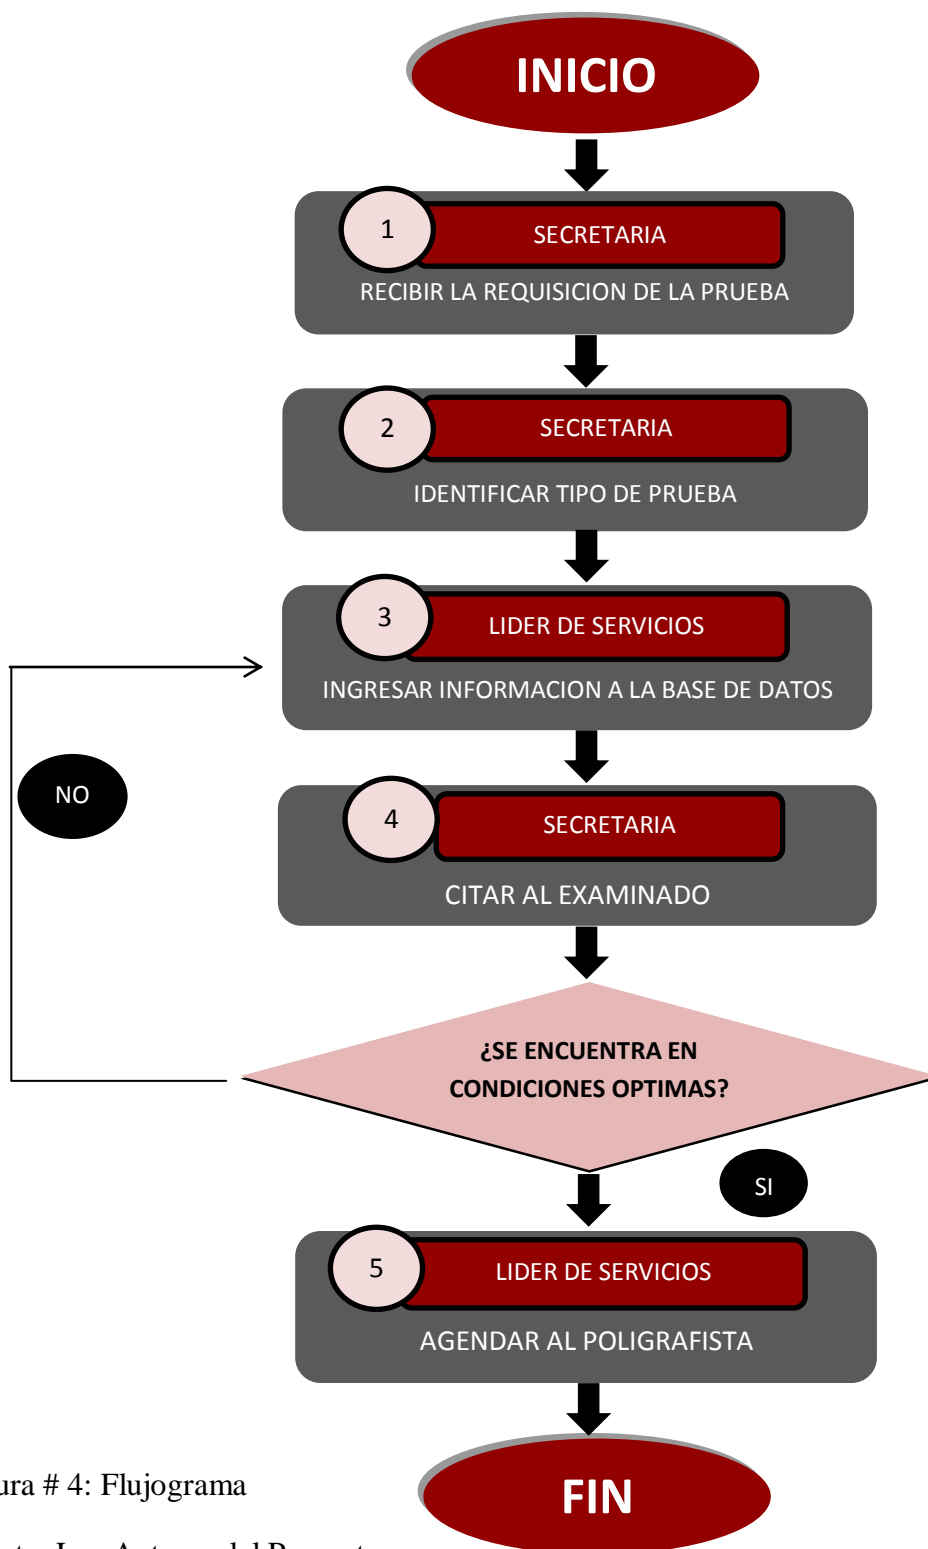 INICIO
1
SECRETARIA
RECIBIR LA REQUISICION DE LA PRUEBA
2
SECRETARIA
IDENTIFICAR TIPO DE PRUEBA
3
LIDER DE SERVICIOS
INGRESAR INFORMACION A LA BASE DE DATOS
NO
4
SECRETARIA
CITAR AL EXAMINADO
¿SE ENCUENTRA EN
CONDICIONES OPTIMAS?
SI
5
LIDER DE SERVICIOS
AGENDAR AL POLIGRAFISTA
ura # 4: Flujograma
FIN